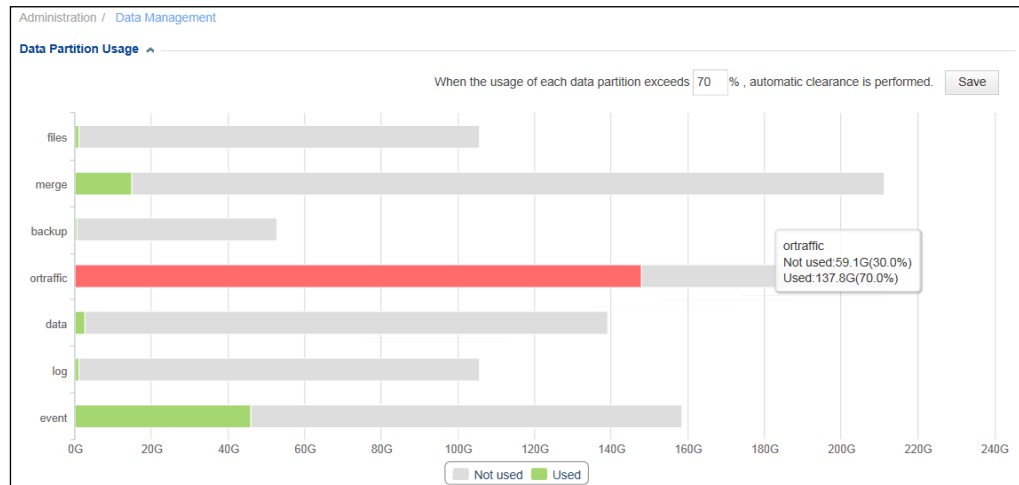 Administration / Data Management
Data Partition Usage
When the usage of each data partition exceeds 70 % , automatic clearance is performed. Save
files
merge
backup
ortraffic
ortraffic
Not used:59.1G(30.0%)
Used:137.8G(70.0%)
data
log
event
0G 20G 40G 60G 80G 100G 120G 140G 160G 180G 200G 220G 240G
Not used Used